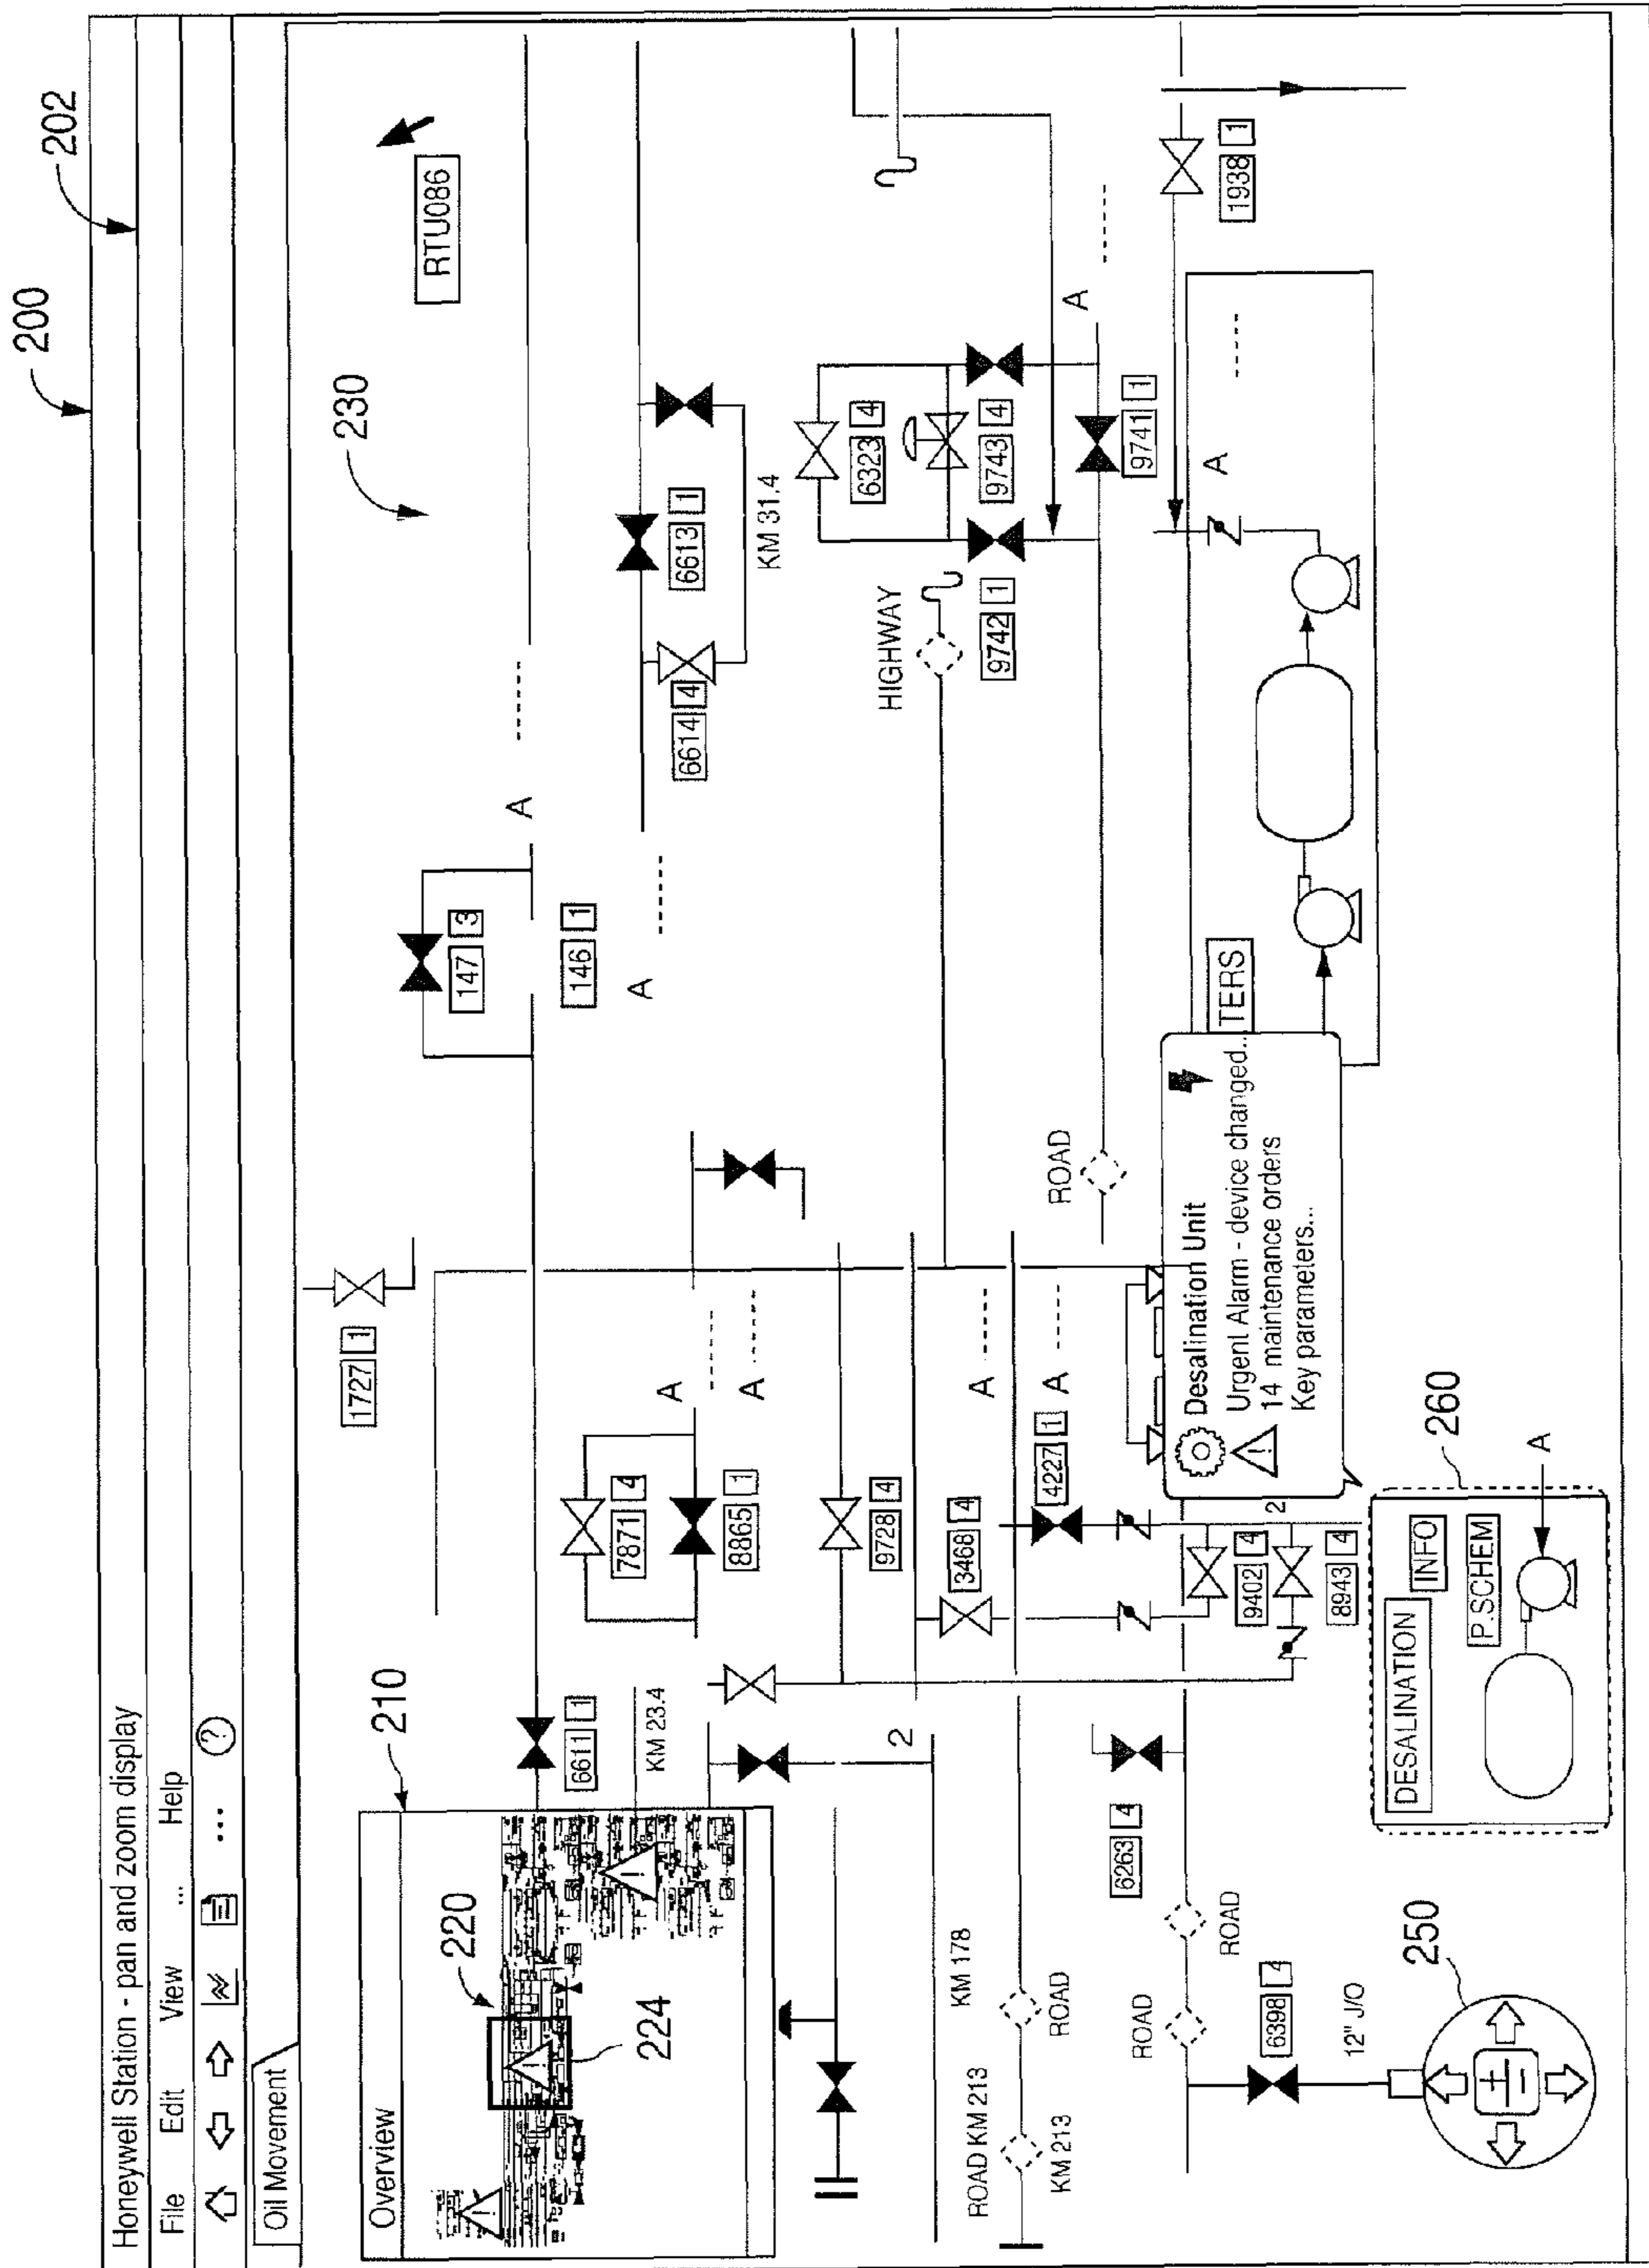 200
202
Honeywell Station - pan and zoom display
File Edit View ... Help
? ...
Oil Movement
Overview
210
220
224
230
RTU086
1727 1
147 3
146 1
A
A
6611 1
KM 23.4
7871 4
8865 1
A
A
6613 1
6614 4
KM 31.4
9728 4
2
HIGHWAY
6323 4
9743 4
9742 1
9741 1
A
3468 4
A
4227 1
A
KM 178
ROAD KM 213
KM 213
ROAD
ROAD
1938 1
A
A
6263 4
ROAD
ROAD
6398 4
12" J/O
250
+
–
9402 4
8943 4
2
Desalination Unit
Urgent Alarm - device changed...
14 maintenance orders
Key parameters...
TERS
260
DESALINATION
INFO
P.SCHEM
A